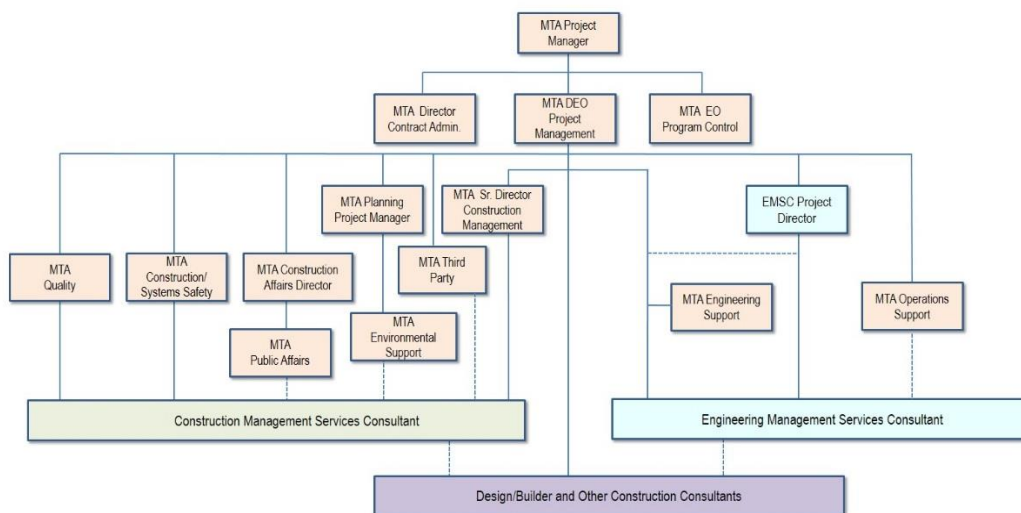 MTA Project
Manager
MTA Director
Contract Admin.
MTA DEO
Project
Management
MTA EO
Program Control
MTA Planning
Project Manager
MTA Sr. Director
Construction
Management
EMSC Project
Director
MTA
Quality
MTA
Construction/
Systems Safety
MTA Construction
Affairs Director
MTA Third
Party
MTA Engineering
Support
MTA Operations
Support
MTA
Public Affairs
MTA
Environmental
Support
Construction Management Services Consultant
Engineering Management Services Consultant
Design/Builder and Other Construction Consultants